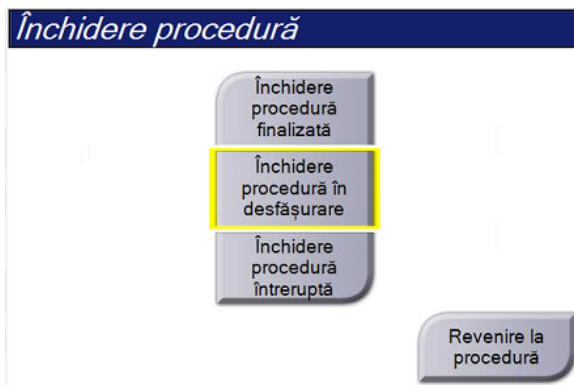 Închidere procedură
Închidere
procedură
finalizată
Închidere
procedură în
desfășurare
Închidere
procedură
întreruptă
Revenire la
procedură